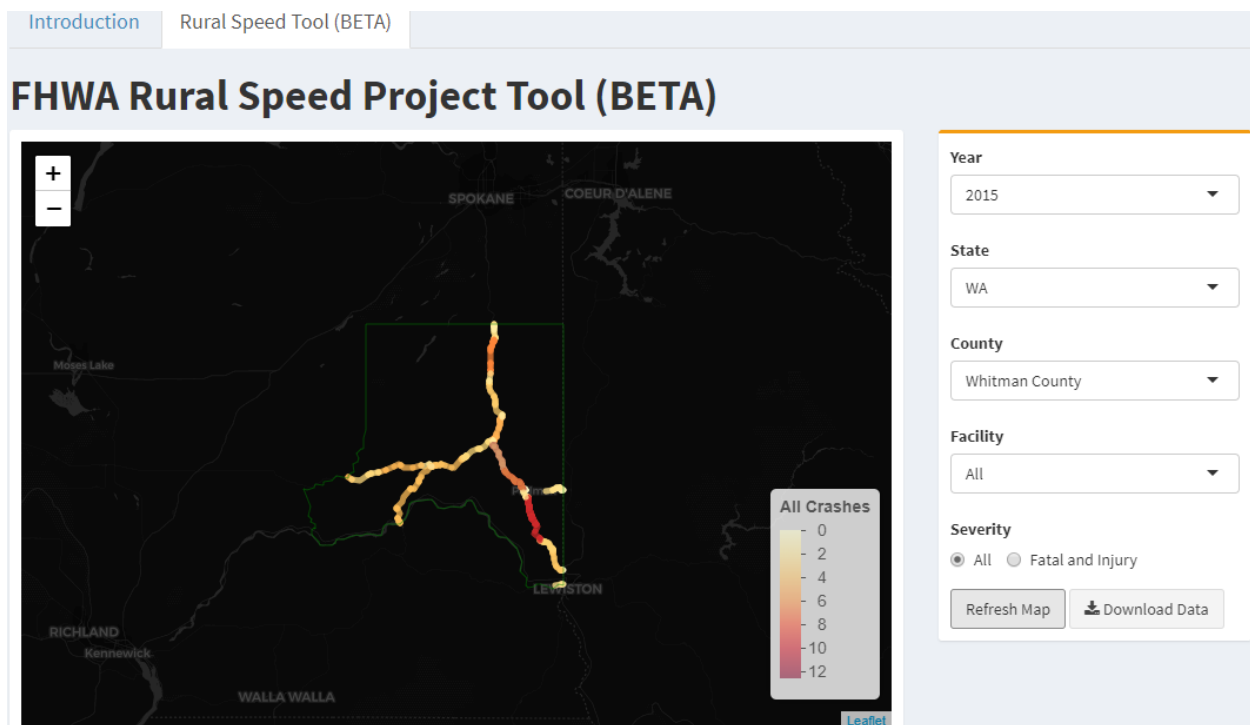 Introduction
Rural Speed Tool (BETA)
FHWA Rural Speed Project Tool (BETA)
+
−
SPOKANE
COEUR D'ALENE
Moses Lake
LEWISTON
RICHLAND
Kennewick
WALLA WALLA
All Crashes
0
2
4
6
8
10
12
Leaflet
Year
2015
State
WA
County
Whitman County
Facility
All
Severity
All Fatal and Injury
Refresh Map Download Data